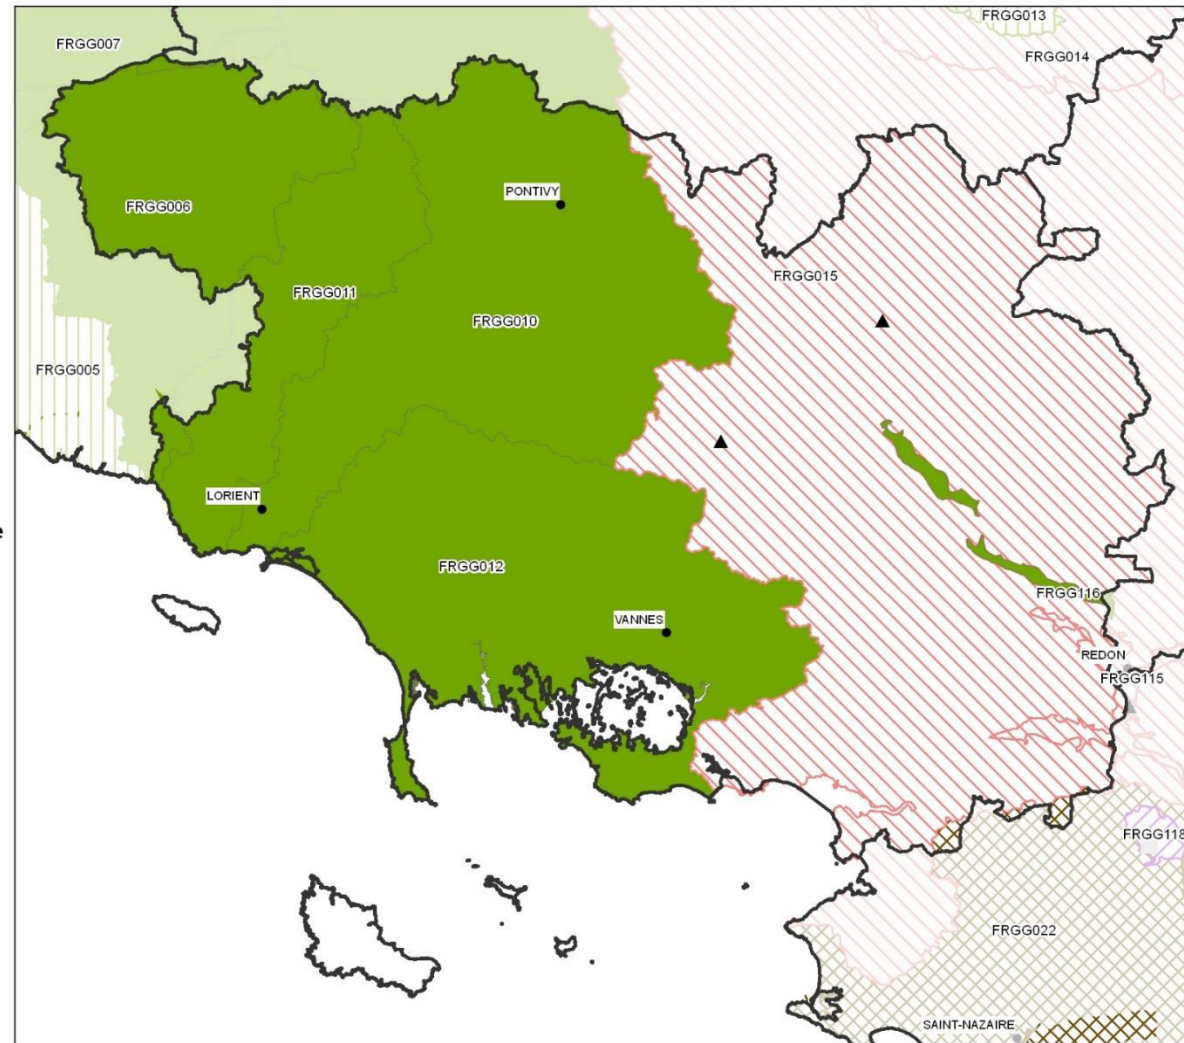 FRGG013
FRGG007
FRGG014
PONTIVY
FRGG006
FRGG015
FRGG011
FRGG010
FRGG005
LORIENT
e
FRGG012
FRGG116
VANNES
REDON
FRGG115
FRGG118
FRGG022
SAINT-NAZAIRE